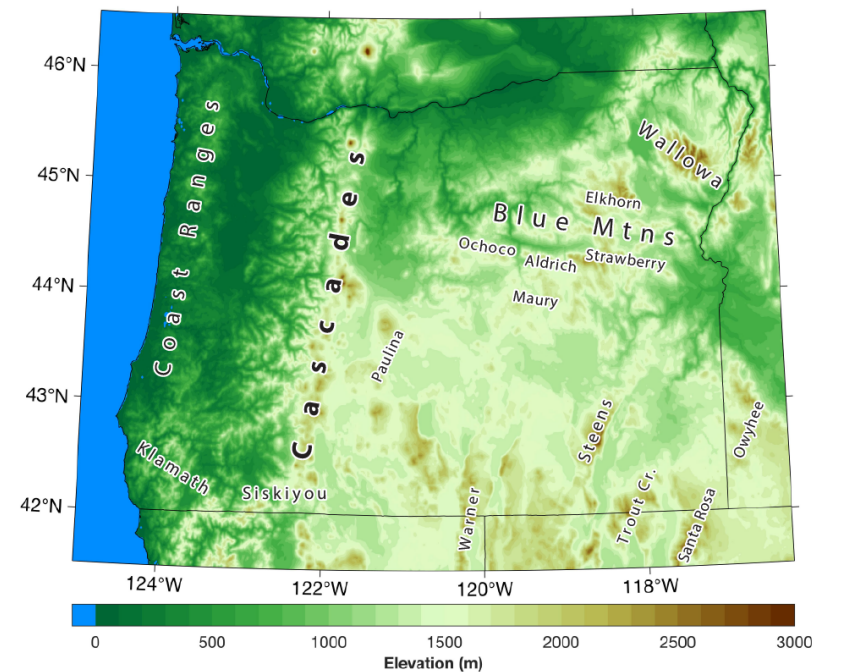 46°N
45°N
44°N
43°N
42°N
Coast Ranges
Cascades
Wallowa
Elkhorn
Blue Mtns
Ochoco
Aldrich
Strawberry
Maury
Paulina
Klamath
Siskiyou
Warner
Steens
Trout Cr.
Santa Rosa
Owyhee
124°W 122°W 120°W 118°W
0 500 1000 1500 2000 2500 3000
Elevation (m)